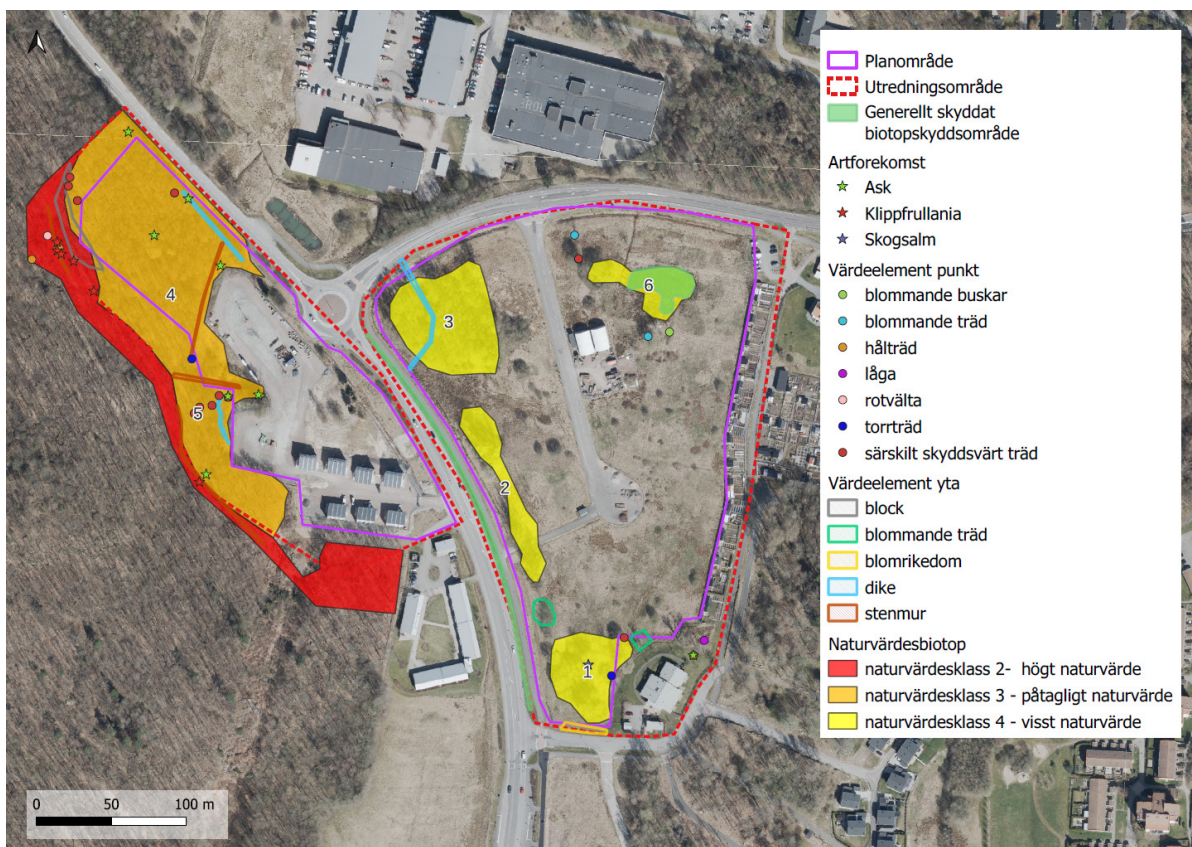 Planområde
Utredningsområde
Generellt skyddat
biotopskyddsområde
Artforekomst
Ask
Klippfrullania
Skogsalm
Värdeelement punkt
blommande buskar
blommande träd
hålträd
låga
rotvälta
torrträd
särskilt skyddsvärt träd
Värdeelement yta
block
blommande träd
blomrikedom
dike
stenmur
Naturvärdesbiotop
naturvärdesklass 2- högt naturvärde
naturvärdesklass 3 - påtagligt naturvärde
naturvärdesklass 4 - visst naturvärde
4
3
6
5
2
1
0 50 100 m